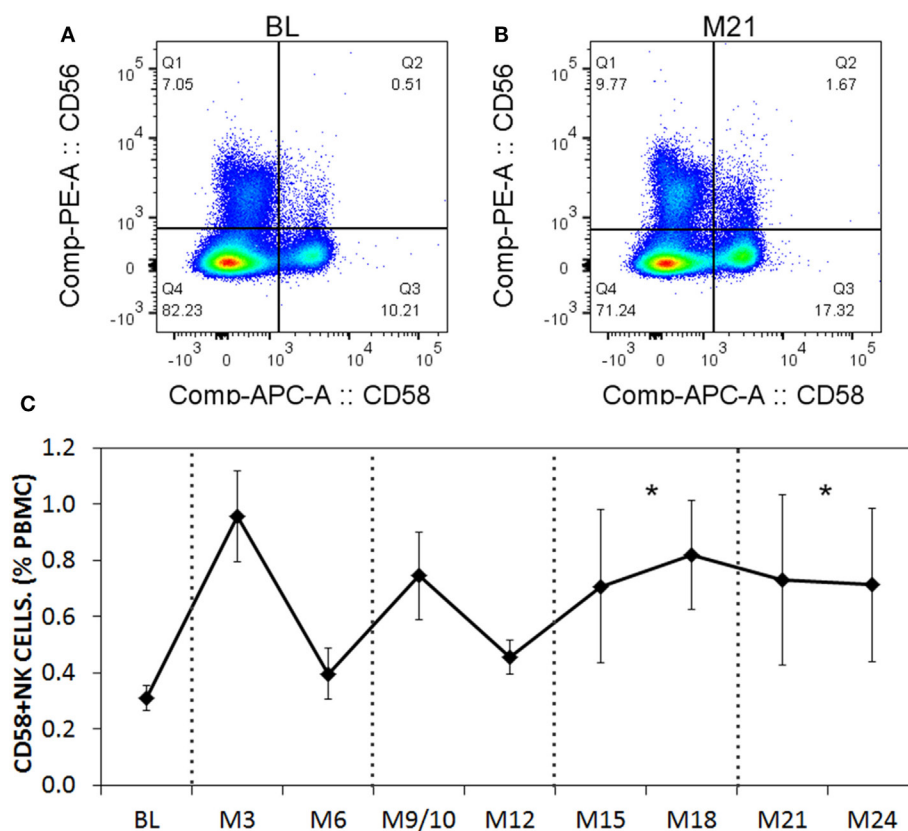 A
BL
Q1
7.05
Q2
0.51
Q4
82.23
Q3
10.21
10^5
10^4
10^3
0
-10^3
-10^3
0
10^3
10^4
10^5
Comp-PE-A :: CD56
Comp-APC-A :: CD58
B
M21
Q1
9.77
Q2
1.67
Q4
71.24
Q3
17.32
10^5
10^4
10^3
0
-10^3
-10^3
0
10^3
10^4
10^5
Comp-PE-A :: CD56
Comp-APC-A :: CD58
C
CD58+NK CELLS. (% PBMC)
1.2
1.0
0.8
0.6
0.4
0.2
0.0
*
*
BL M3 M6 M9/10 M12 M15 M18 M21 M24